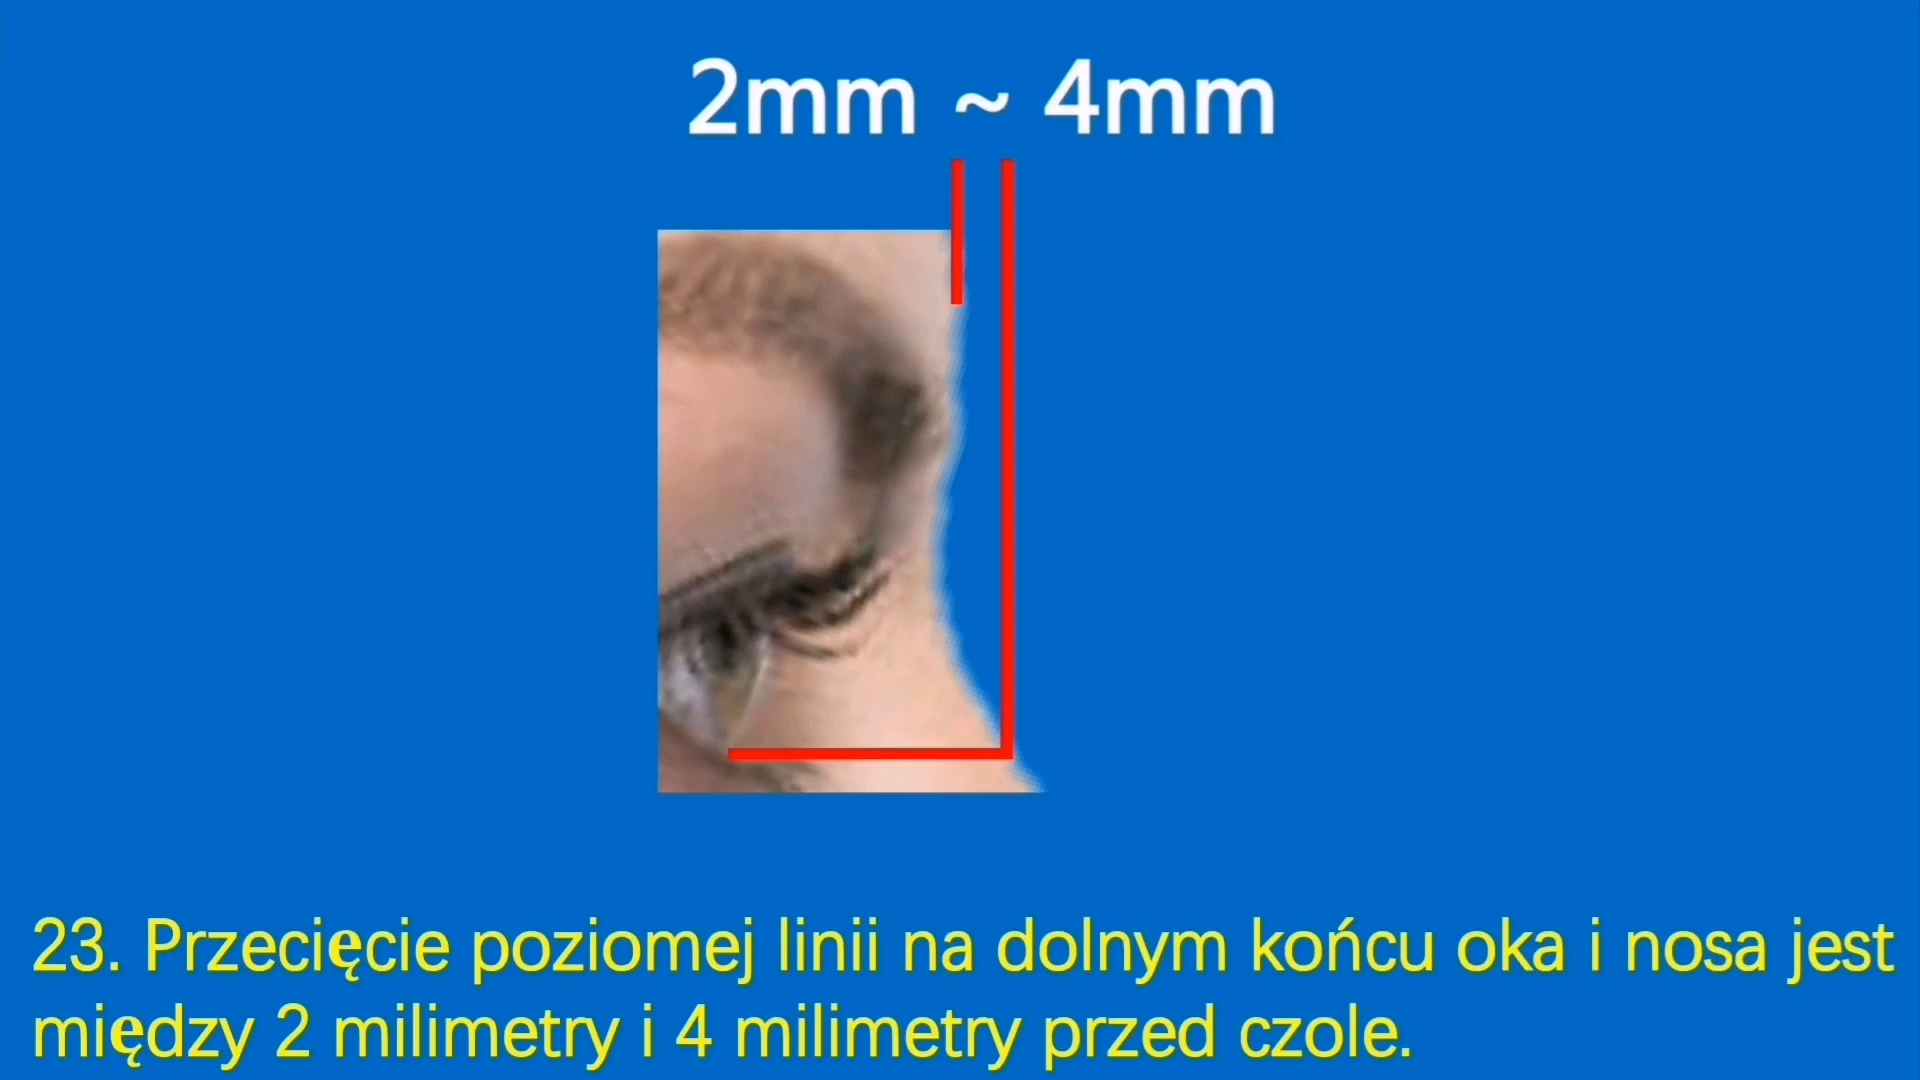 2mm ~ 4mm
23. Przecięcie poziomej linii na dolnym końcu oka i nosa jest
między 2 milimetry i 4 milimetry przed czole.